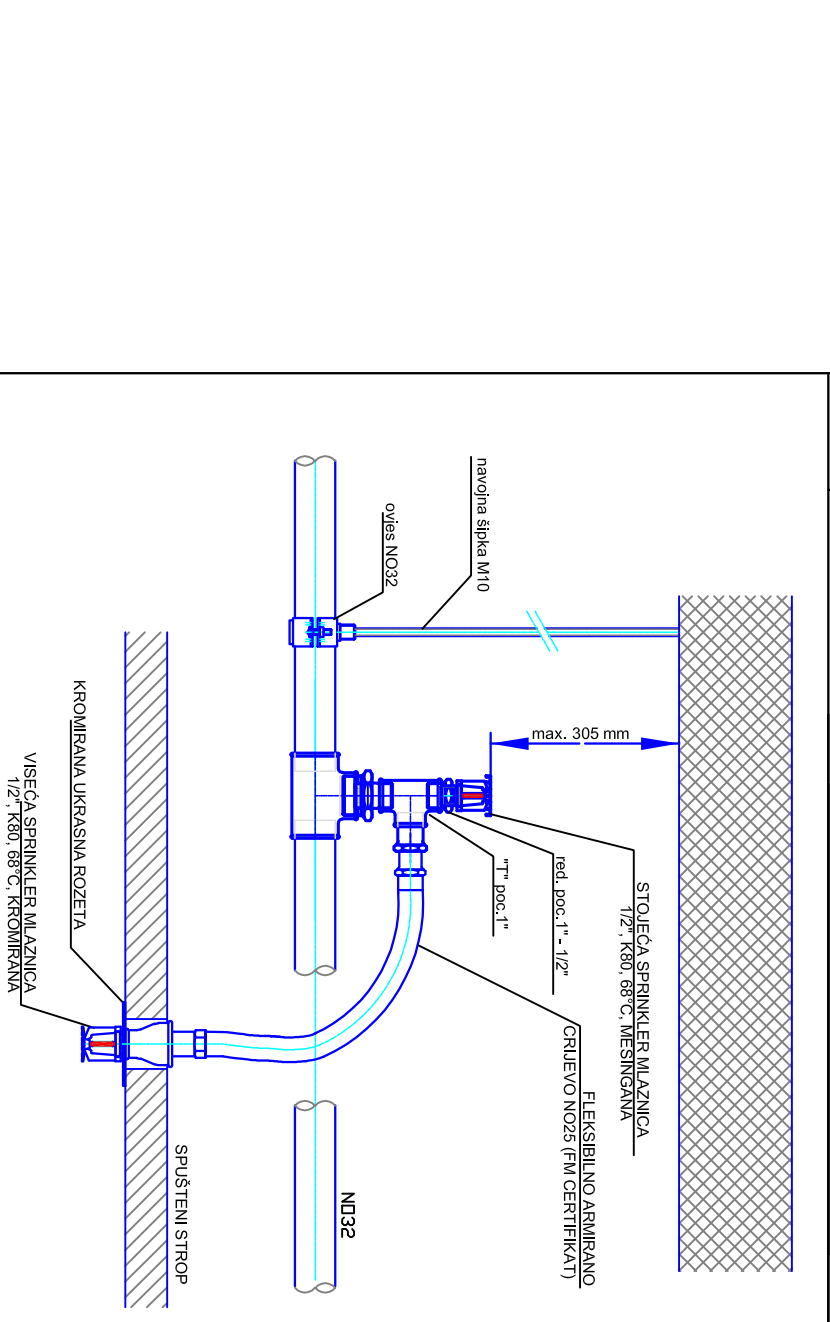 navojna šipka M10
ovjes NO32
max. 305 mm
STOJEĆA SPRINKLER MLAZNICA
1/2", K80, 68°C, MESINGANA
red. poc.1" - 1/2"
"T" poc.1"
FLEKSIBILNO ARMIRANO
CRIJEVO NO25 (FM CERTIFIKAT)
NO32
KROMIRANA UKRASNA ROZETA
VISEĆA SPRINKLER MLAZNICA
1/2", K80, 68°C, KROMIRANA
SPUŠTENI STROP